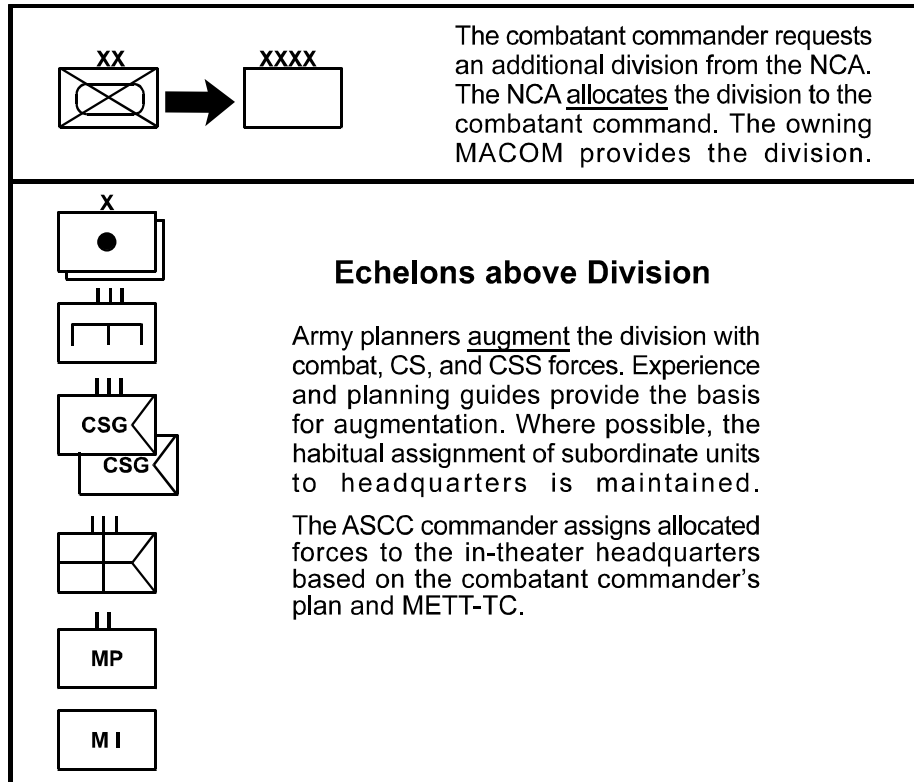 XX
XXXX
The combatant commander requests
an additional division from the NCA.
The NCA allocates the division to the
combatant command. The owning
MACOM provides the division.
X
Echelons above Division
III
Army planners augment the division with
combat, CS, and CSS forces. Experience
and planning guides provide the basis
for augmentation. Where possible, the
habitual assignment of subordinate units
to headquarters is maintained.
The ASCC commander assigns allocated
forces to the in-theater headquarters
based on the combatant commander's
plan and METT-TC.
III
CSG
CSG
III
II
MP
MI